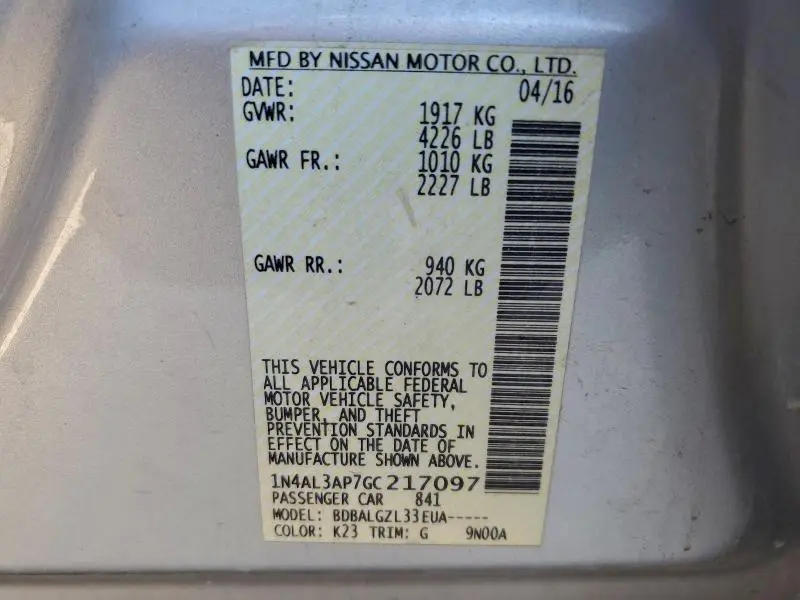 MFD BY NISSAN MOTOR CO., LTD.
DATE: 04/16
GVWR: 1917 KG
4226 LB
GAWR FR.: 1010 KG
2227 LB
GAWR RR.: 940 KG
2072 LB
THIS VEHICLE CONFORMS TO
ALL APPLICABLE FEDERAL
MOTOR VEHICLE SAFETY,
BUMPER, AND THEFT
PREVENTION STANDARDS IN
EFFECT ON THE DATE OF
MANUFACTURE SHOWN ABOVE.
1N4AL3AP7GC217097
PASSENGER CAR 841
MODEL: BDBALGZL33EUA-----
COLOR: K23 TRIM: G 9N00A